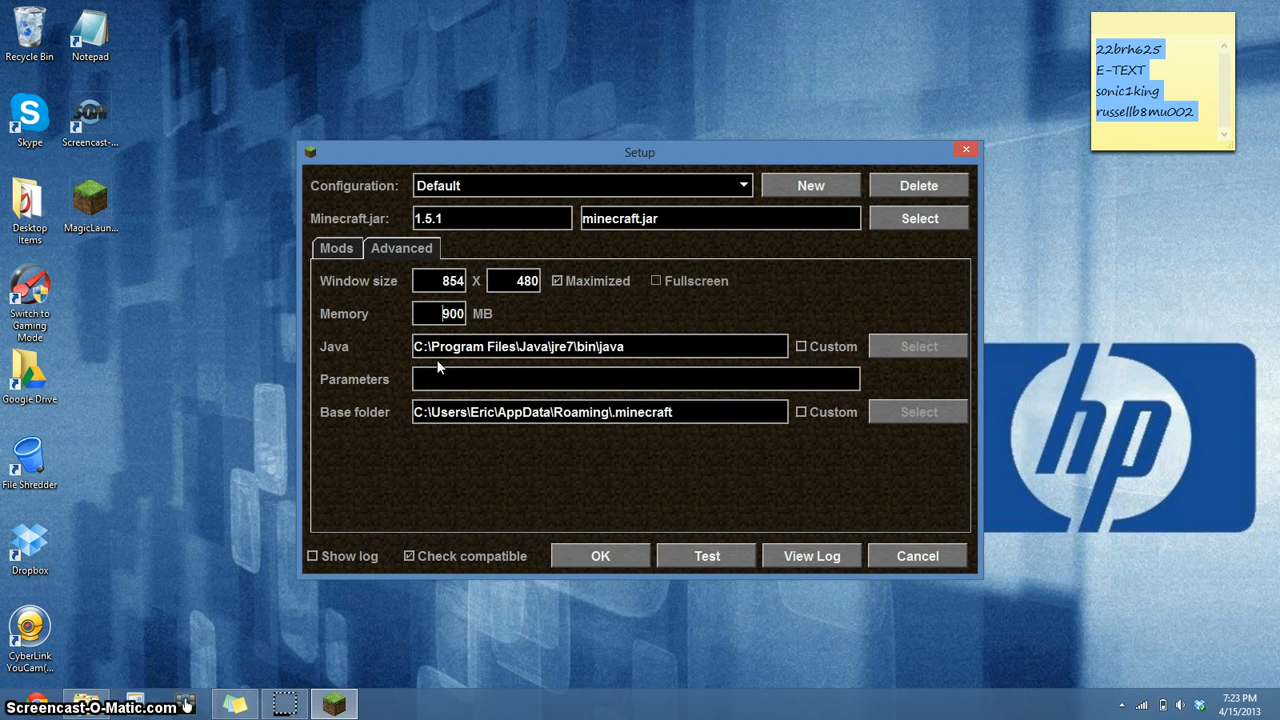 Recycle Bin
Notepad
Skype
Screencast-...
Desktop
Items
MagicLaun...
Switch to
Gaming
Mode
Google Drive
File Shredder
Dropbox
CyberLink
YouCam(...
22brh625
E-TEXT
sonic1king
russellb8mu002
Setup
Configuration: Default New Delete
Minecraft.jar: 1.5.1 minecraft.jar Select
Mods Advanced
Window size 854 X 480 Maximized Fullscreen
Memory 900 MB
Java C:\Program Files\Java\jre7\bin\java Custom Select
Parameters
Base folder C:\Users\Eric\AppData\Roaming\.minecraft Custom Select
Show log Check compatible OK Test View Log Cancel
hp
Screencast-O-Matic.com
7:23 PM
4/15/2013